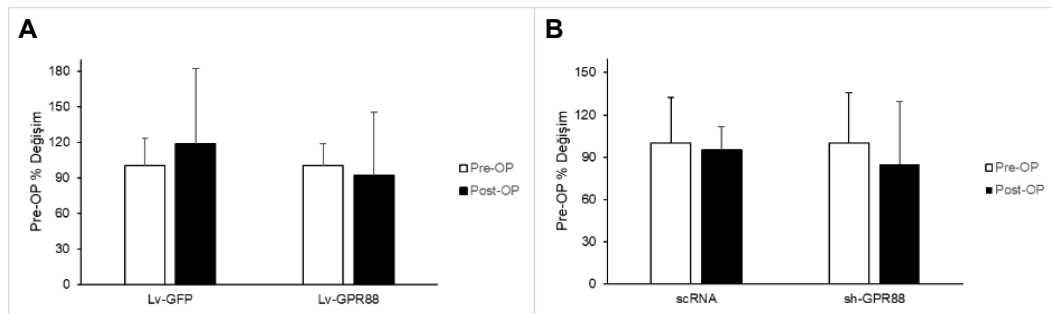 A
Pre-OP % Değişim
180
150
120
90
60
30
0
Lv-GFP
Lv-GPR88
Pre-OP
Post-OP
B
Pre-OP % Değişim
150
120
90
60
30
0
scRNA
sh-GPR88
Pre-OP
Post-OP